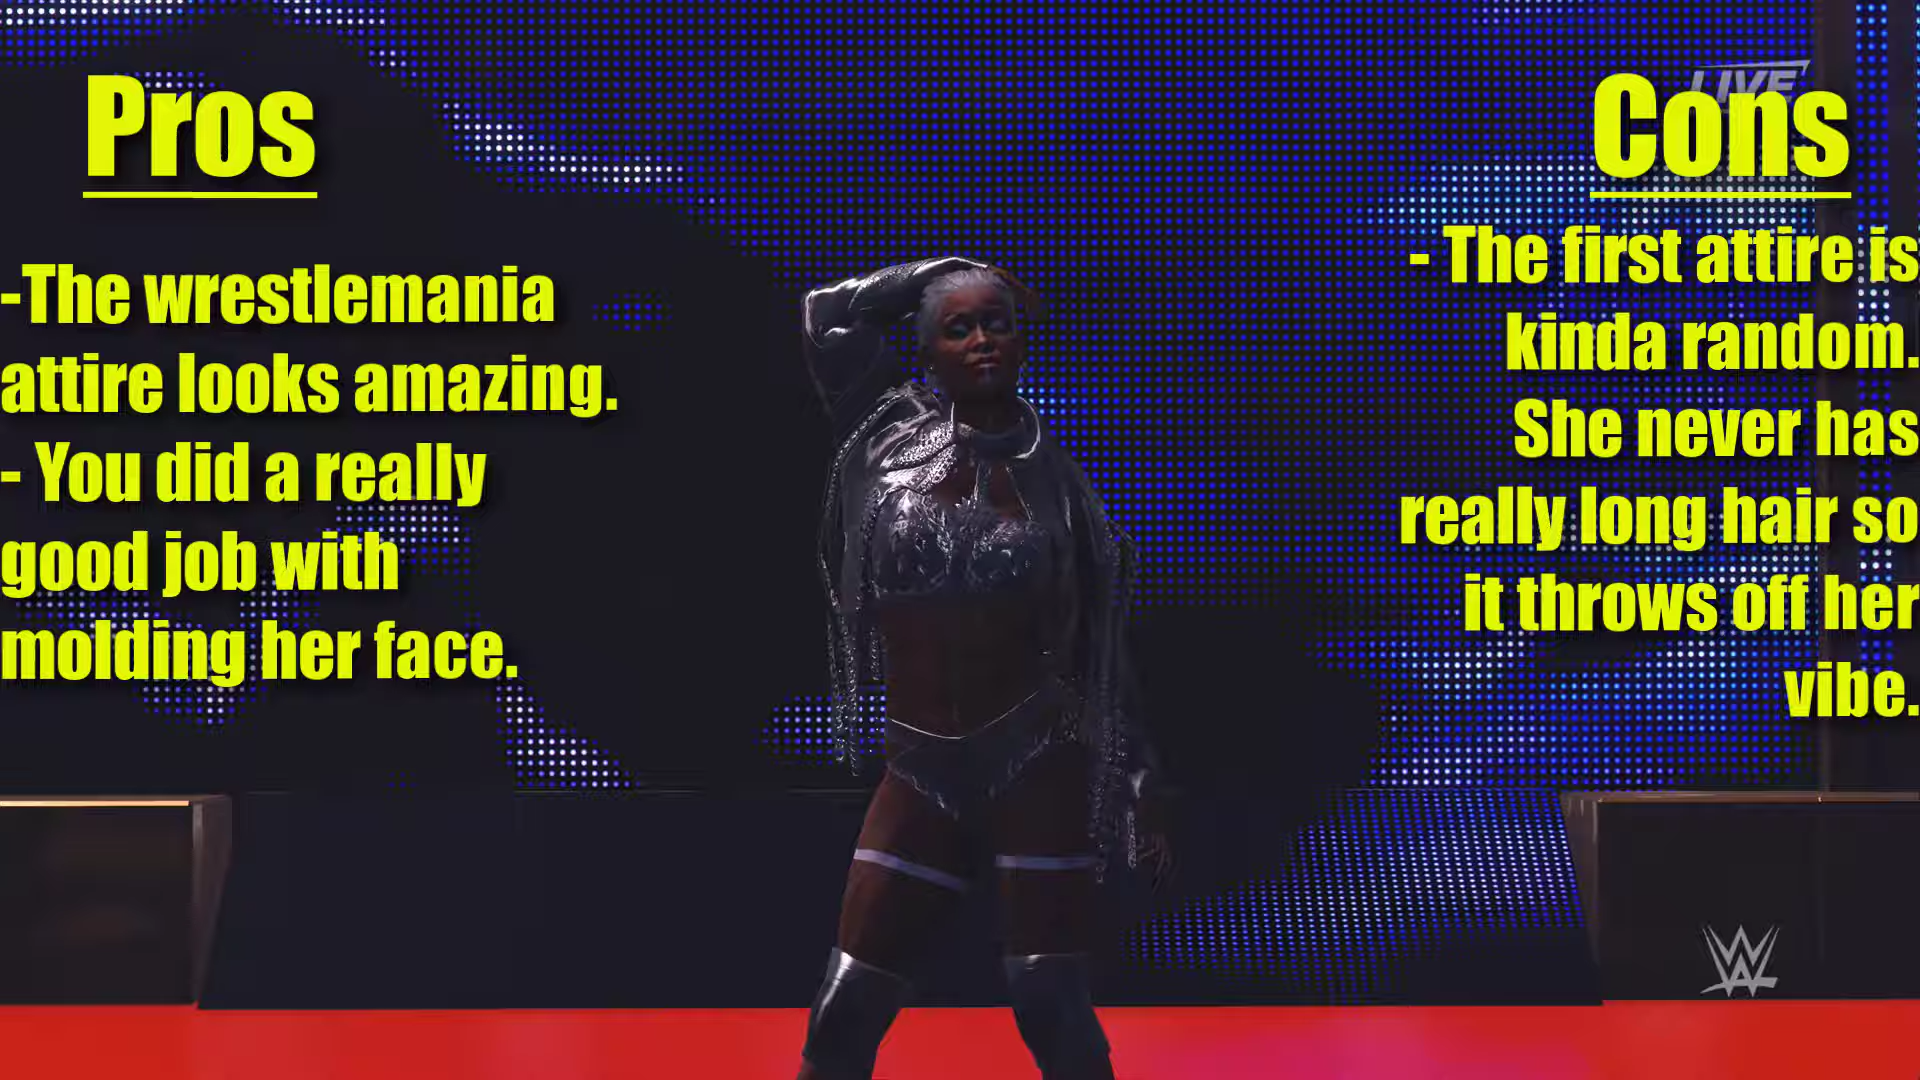 Pros
-The wrestlemania
attire looks amazing.
- You did a really
good job with
molding her face.
LIVE
Cons
- The first attire is
kinda random.
She never has
really long hair so
it throws off her
vibe.
W